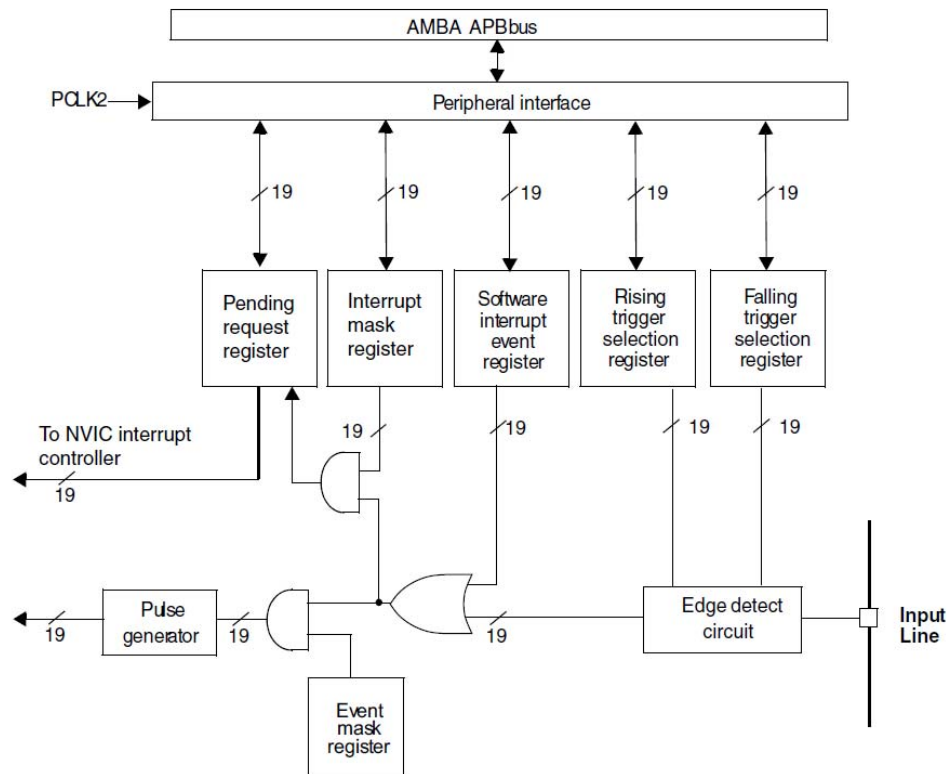 AMBA APB bus
PCLK2
Peripheral interface
19
19
19
19
19
Pending
request
register
Interrupt
mask
register
Software
interrupt
event
register
Rising
trigger
selection
register
Falling
trigger
selection
register
To NVIC interrupt
controller
19
19
19
19
19
Pulse
generator
19
19
19
Edge detect
circuit
Input
Line
Event
mask
register